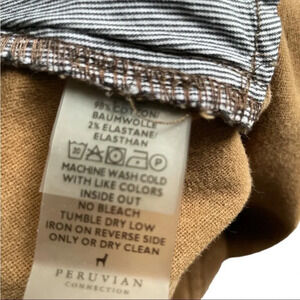 98% COTTON/
BAUMWOLLE
2% ELASTANE/
ELASTHAN
30 P
MACHINE WASH COLD
WITH LIKE COLORS
INSIDE OUT
NO BLEACH
TUMBLE DRY LOW
IRON ON REVERSE SIDE
ONLY OR DRY CLEAN
PERUVIAN
CONNECTION